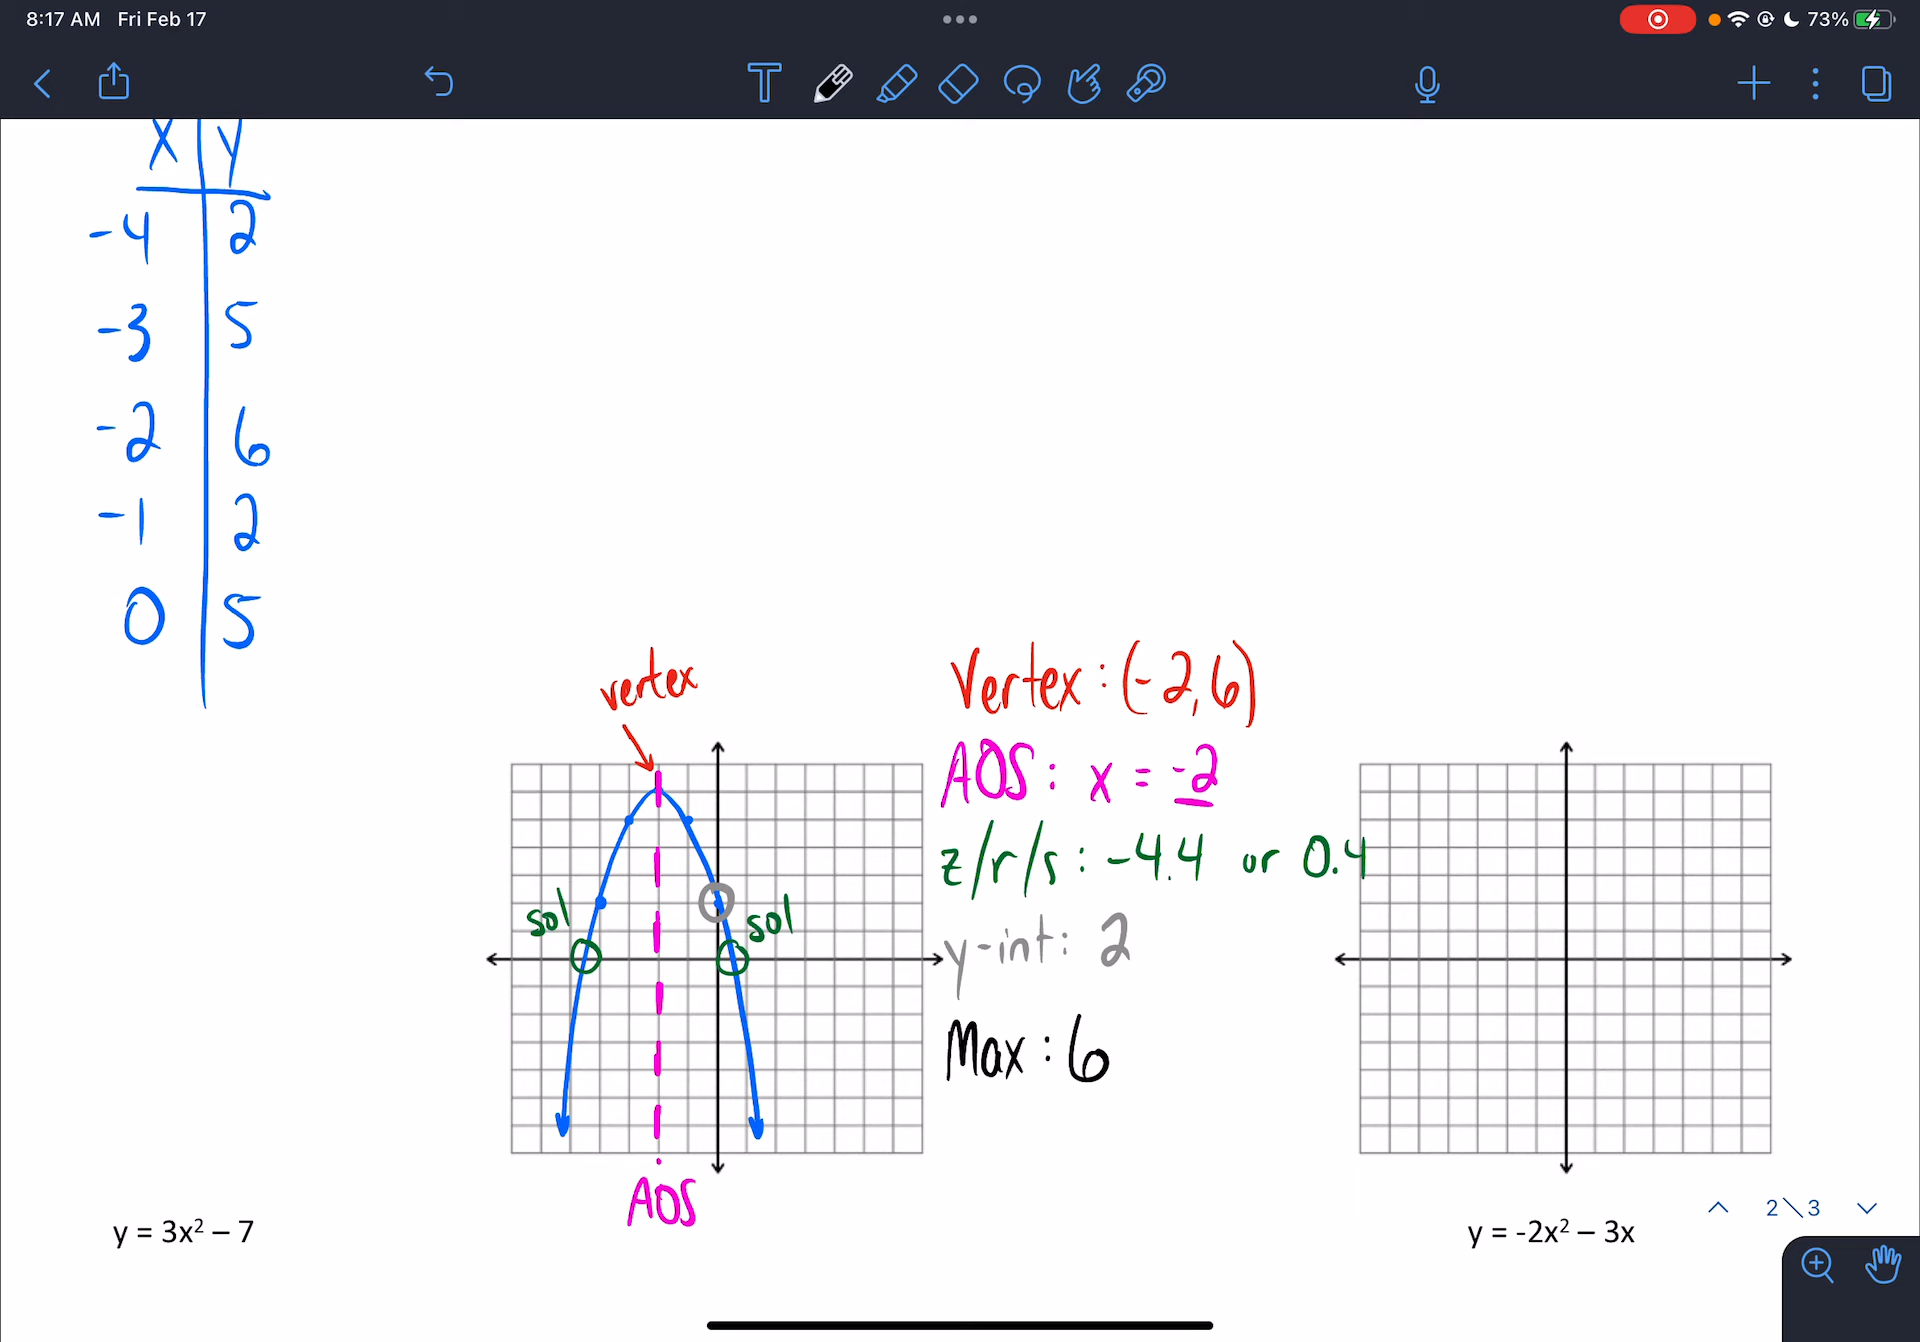 8:17 AM Fri Feb 17
73%
T
x y
-4 2
-3 5
-2 6
-1 2
0 5
vertex
Vertex: (-2,6)
AOS: x = -2
z/r/s: -4.4 or 0.4
sol
sol
y-int: 2
Max: 6
AOS
2\3
y = 3x² – 7
y = -2x² – 3x